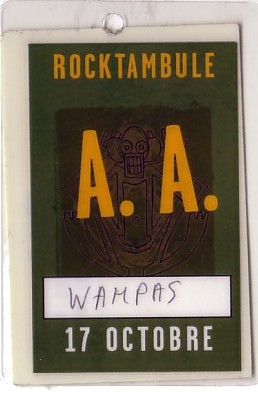 ROCKTAMBULE
A. A.
WAMPAS
17 OCTOBRE